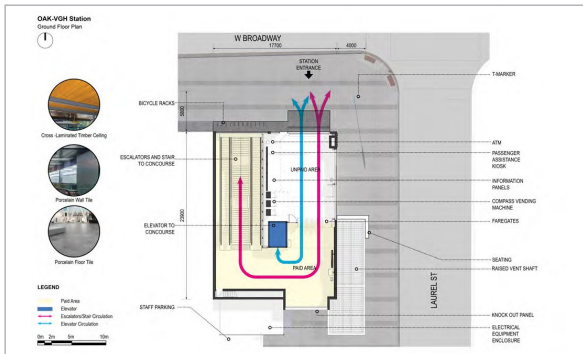 OAK-VGH Station
Ground Floor Plan
Cross -Laminated Timber Ceiling
Porcelain Wall Tile
Porcelain Floor Tile
LEGEND
Paid Area
Elevator
Escalators/Stair Circulation
Elevator Circulation
0m 2m 5m 10m
W BROADWAY
17700
4000
STATION
ENTRANCE
5500
23900
BICYCLE RACKS
ESCALATORS AND STAIR
TO CONCOURSE
ELEVATOR TO
CONCOURSE
STAFF PARKING
UNPAID AREA
PAID AREA
T-MARKER
ATM
PASSENGER
ASSISTANCE
KIOSK
INFORMATION
PANELS
COMPASS VENDING
MACHINE
FAREGATES
SEATING
RAISED VENT SHAFT
LAUREL ST
KNOCK OUT PANEL
ELECTRICAL
EQUIPMENT
ENCLOSURE